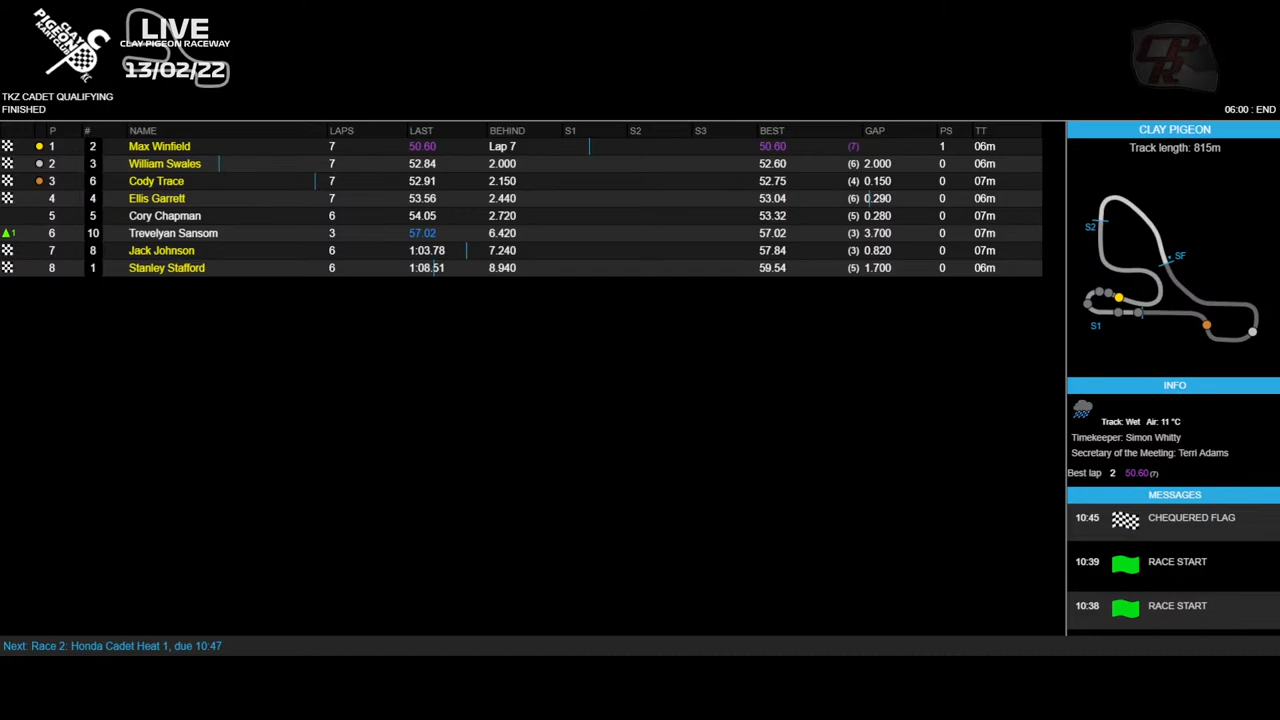 CLAY PIGEON KART CLUB
LIVE
CLAY PIGEON RACEWAY
13/02/22
CPR
TKZ CADET QUALIFYING
FINISHED
06:00 : END
P # NAME LAPS LAST BEHIND S1 S2 S3 BEST GAP PS TT
1 2 Max Winfield 7 50.60 Lap 7 50.60 (7) 1 06m
2 3 William Swales 7 52.84 2.000 52.60 (6) 2.000 0 06m
3 6 Cody Trace 7 52.91 2.150 52.75 (4) 0.150 0 07m
4 4 Ellis Garrett 7 53.56 2.440 53.04 (6) 0.290 0 06m
5 5 Cory Chapman 6 54.05 2.720 53.32 (5) 0.280 0 07m
▲1 6 10 Trevelyan Sansom 3 57.02 6.420 57.02 (3) 3.700 0 07m
7 8 Jack Johnson 6 1:03.78 7.240 57.84 (3) 0.820 0 07m
8 1 Stanley Stafford 6 1:08.51 8.940 59.54 (5) 1.700 0 06m
CLAY PIGEON
Track length: 815m
S2
SF
S1
INFO
Track: Wet Air: 11 °C
Timekeeper: Simon Whitty
Secretary of the Meeting: Terri Adams
Best lap 2 50.60 (7)
MESSAGES
10:45 CHEQUERED FLAG
10:39 RACE START
10:38 RACE START
Next: Race 2: Honda Cadet Heat 1, due 10:47